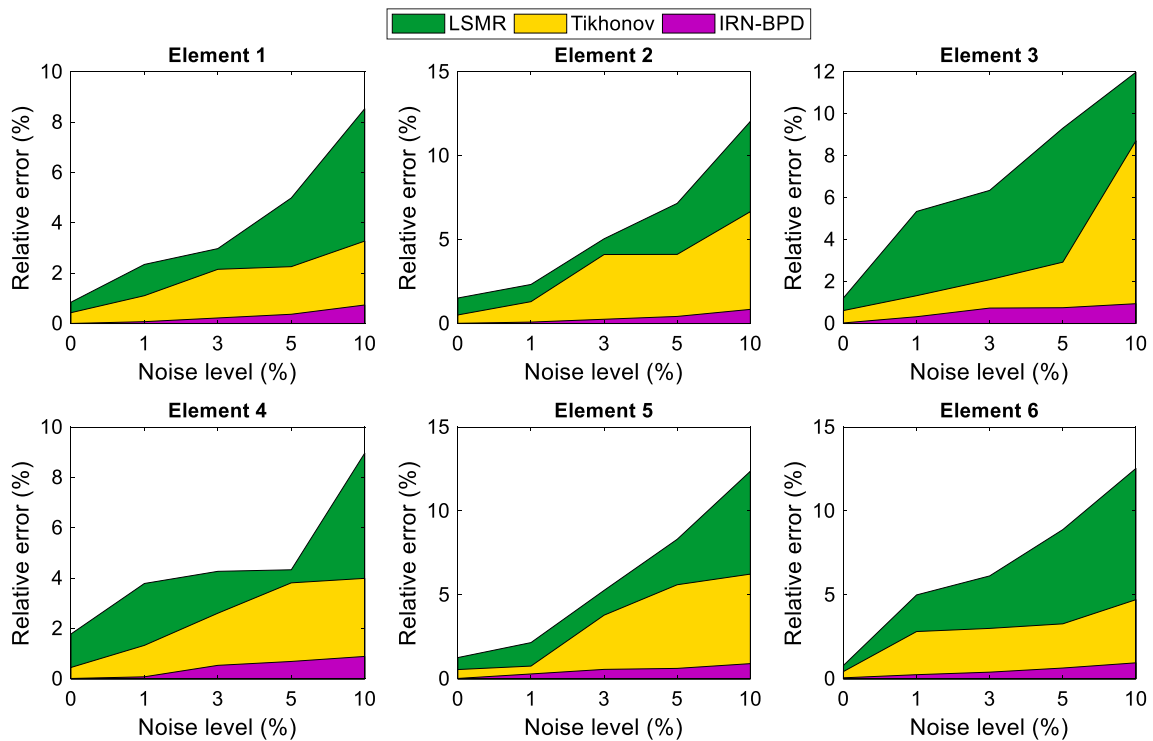 LSMR Tikhonov IRN-BPD
Element 1
Relative error (%)
10
8
6
4
2
0
0 1 3 5 10
Noise level (%)
Element 2
Relative error (%)
15
10
5
0
0 1 3 5 10
Noise level (%)
Element 3
Relative error (%)
12
10
8
6
4
2
0
0 1 3 5 10
Noise level (%)
Element 4
Relative error (%)
10
8
6
4
2
0
0 1 3 5 10
Noise level (%)
Element 5
Relative error (%)
15
10
5
0
0 1 3 5 10
Noise level (%)
Element 6
Relative error (%)
15
10
5
0
0 1 3 5 10
Noise level (%)